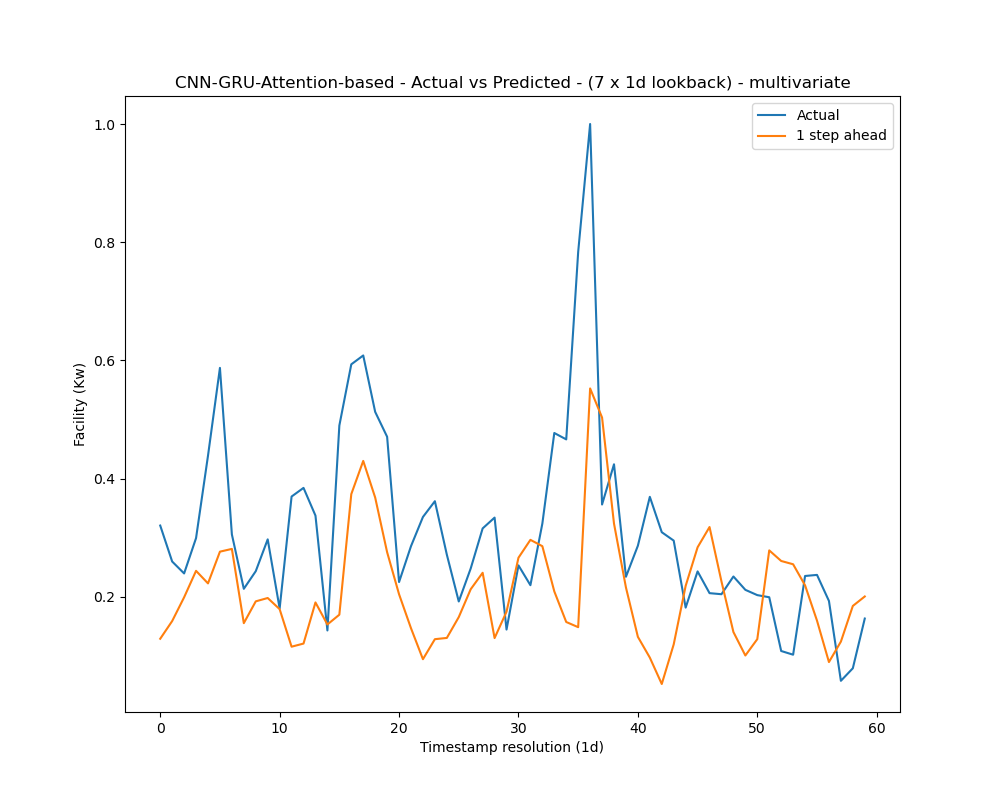 CNN-GRU-Attention-based - Actual vs Predicted - (7 x 1d lookback) - multivariate
Actual
1 step ahead
1.0
0.8
0.6
0.4
0.2
Facility (Kw)
0 10 20 30 40 50 60
Timestamp resolution (1d)